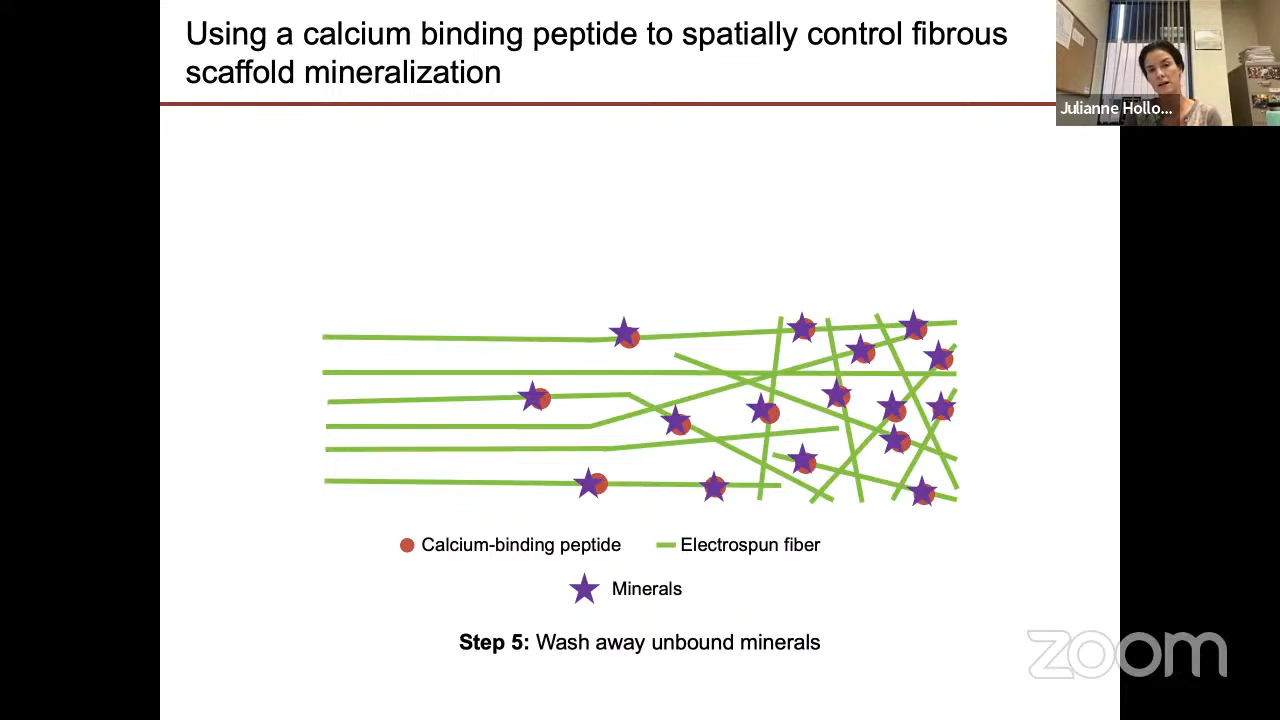 Using a calcium binding peptide to spatially control fibrous
scaffold mineralization
Julianne Hollo...
Calcium-binding peptide
Electrospun fiber
Minerals
Step 5: Wash away unbound minerals
zoom